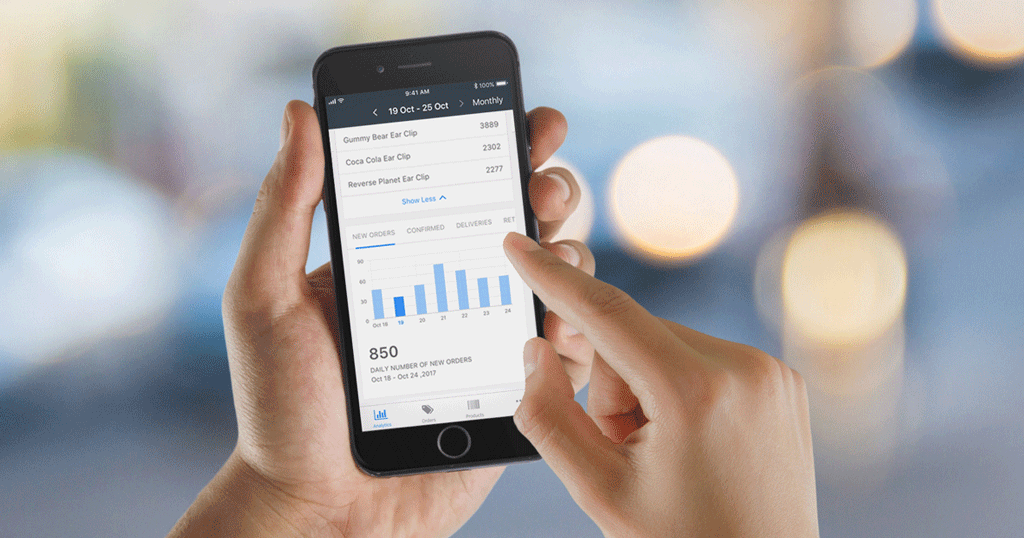 9:41 AM
100%
19 Oct - 25 Oct
Monthly
Gummy Bear Ear Clip 3889
Coca Cola Ear Clip 2302
Reverse Planet Ear Clip 2277
Show Less
NEW ORDERS CONFIRMED DELIVERIES RET
90
60
30
0
Oct 18 19 20 21 22 23 24
850
DAILY NUMBER OF NEW ORDERS
Oct 18 - Oct 24 ,2017
Analytics Orders Products